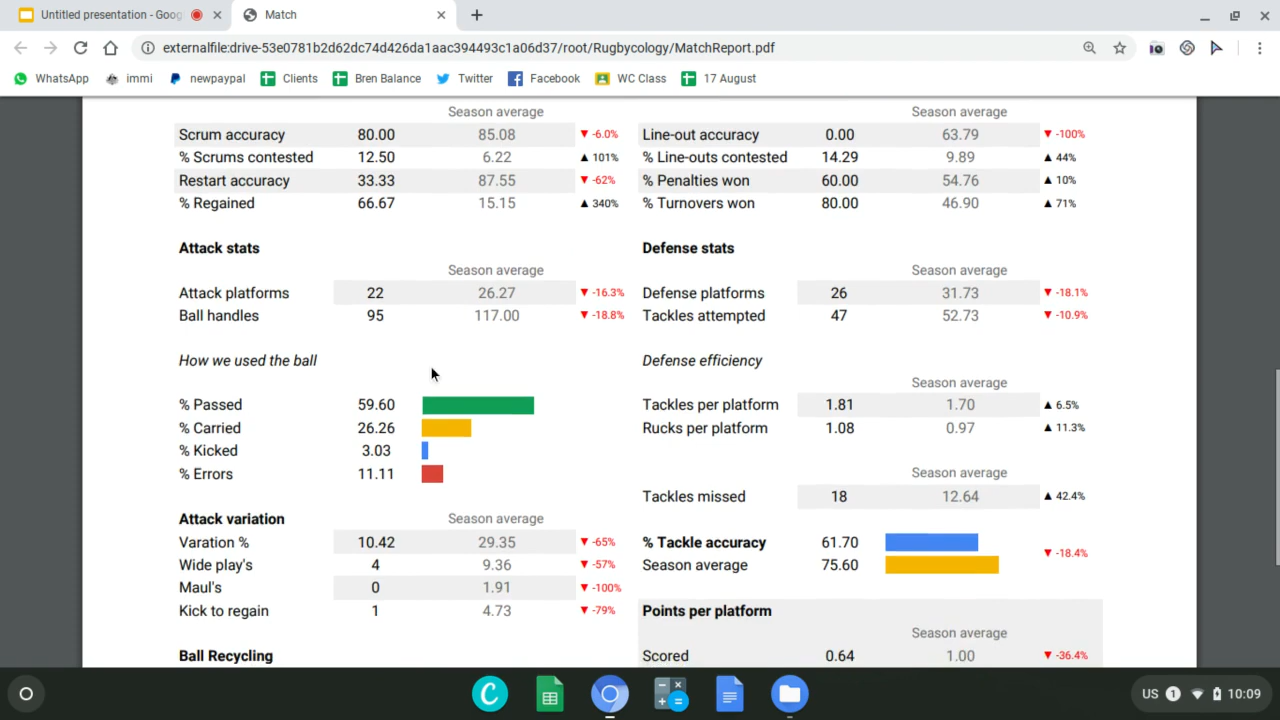 Untitled presentation - Goog
Match
externalfile:drive-53e0781b2d62dc74d426da1aac394493c1a06d37/root/Rugbycology/MatchReport.pdf
WhatsApp immi newpaypal Clients Bren Balance Twitter Facebook WC Class 17 August
Season average
Scrum accuracy 80.00 85.08 ▼ -6.0%
% Scrums contested 12.50 6.22 ▲ 101%
Restart accuracy 33.33 87.55 ▼ -62%
% Regained 66.67 15.15 ▲ 340%
Season average
Line-out accuracy 0.00 63.79 ▼ -100%
% Line-outs contested 14.29 9.89 ▲ 44%
% Penalties won 60.00 54.76 ▲ 10%
% Turnovers won 80.00 46.90 ▲ 71%
Attack stats
Season average
Attack platforms 22 26.27 ▼ -16.3%
Ball handles 95 117.00 ▼ -18.8%
How we used the ball
% Passed 59.60
% Carried 26.26
% Kicked 3.03
% Errors 11.11
Attack variation Season average
Varation % 10.42 29.35 ▼ -65%
Wide play's 4 9.36 ▼ -57%
Maul's 0 1.91 ▼ -100%
Kick to regain 1 4.73 ▼ -79%
Ball Recycling
Defense stats
Season average
Defense platforms 26 31.73 ▼ -18.1%
Tackles attempted 47 52.73 ▼ -10.9%
Defense efficiency
Season average
Tackles per platform 1.81 1.70 ▲ 6.5%
Rucks per platform 1.08 0.97 ▲ 11.3%
Season average
Tackles missed 18 12.64 ▲ 42.4%
% Tackle accuracy 61.70
Season average 75.60 ▼ -18.4%
Points per platform
Season average
Scored 0.64 1.00 ▼ -36.4%
US 1 10:09